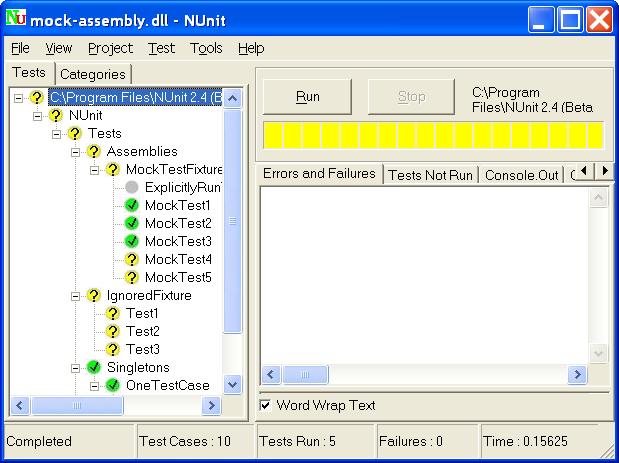 NU mock-assembly.dll - NUnit
File View Project Test Tools Help
Tests Categories
C:\Program Files\NUnit 2.4 (B
NUnit
Tests
Assemblies
MockTestFixture
ExplicitlyRun
MockTest1
MockTest2
MockTest3
MockTest4
MockTest5
IgnoredFixture
Test1
Test2
Test3
Singletons
OneTestCase
Run Stop
C:\Program
Files\NUnit 2.4 (Beta
Errors and Failures Tests Not Run Console.Out
Word Wrap Text
Completed Test Cases : 10 Tests Run : 5 Failures : 0 Time : 0.15625